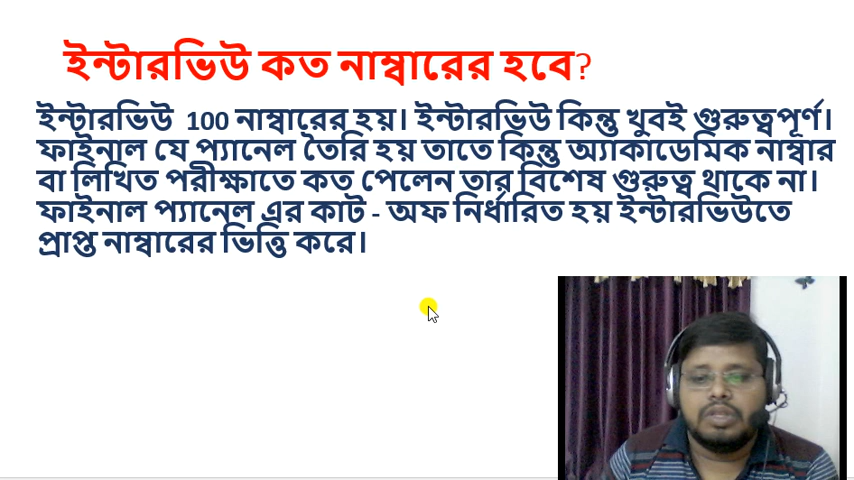 ইন্টারভিউ কত নাম্বারের হবে?
ইন্টারভিউ 100 নাম্বারের হয়। ইন্টারভিউ কিন্তু খুবই গুরুত্বপূর্ণ।
ফাইনাল যে প্যানেল তৈরি হয় তাতে কিন্তু অ্যাকাডেমিক নাম্বার
বা লিখিত পরীক্ষাতে কত পেলেন তার বিশেষ গুরুত্ব থাকে না।
ফাইনাল প্যানেল এর কাট - অফ নির্ধারিত হয় ইন্টারভিউতে
প্রাপ্ত নাম্বারের ভিত্তি করে।